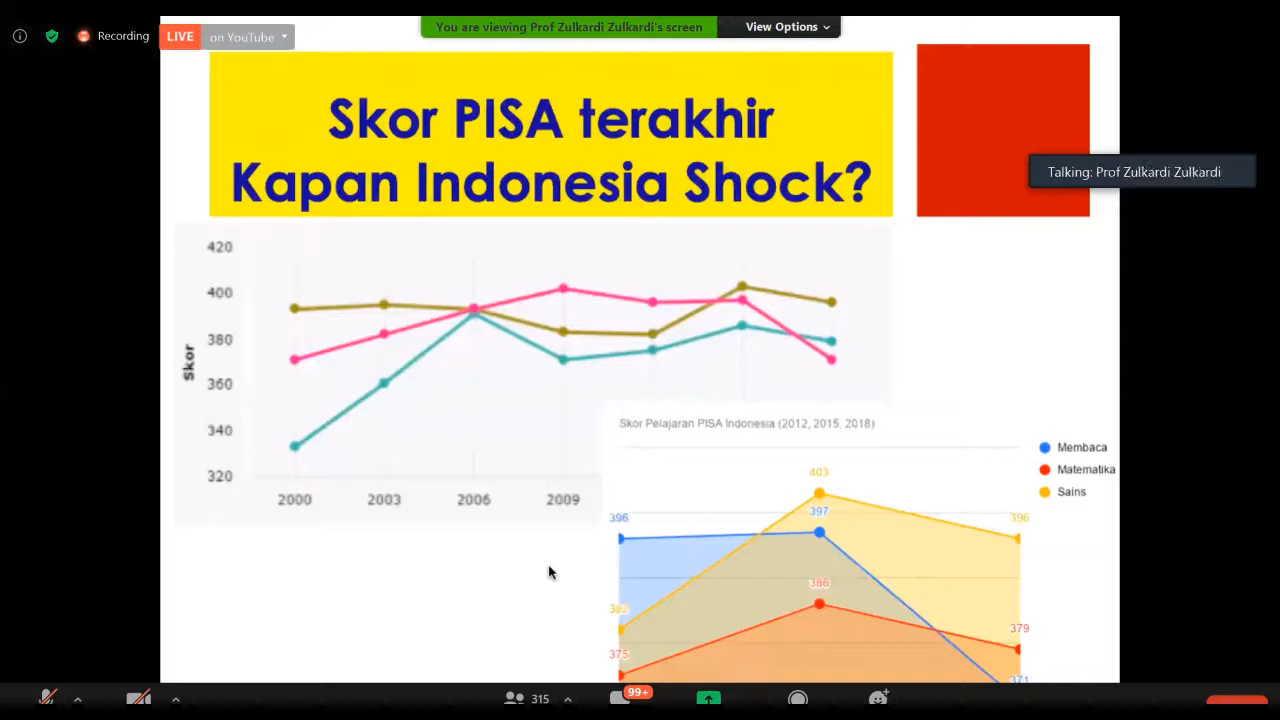 Recording
LIVE
on YouTube
You are viewing Prof Zulkardi Zulkardi's screen
View Options
Skor PISA terakhir
Kapan Indonesia Shock?
Talking: Prof Zulkardi Zulkardi
420
400
380
360
340
320
Skor
2000
2003
2006
2009
Skor Pelajaran PISA Indonesia (2012, 2015, 2018)
Membaca
Matematika
Sains
403
396
397
396
386
382
379
375
371
315
99+